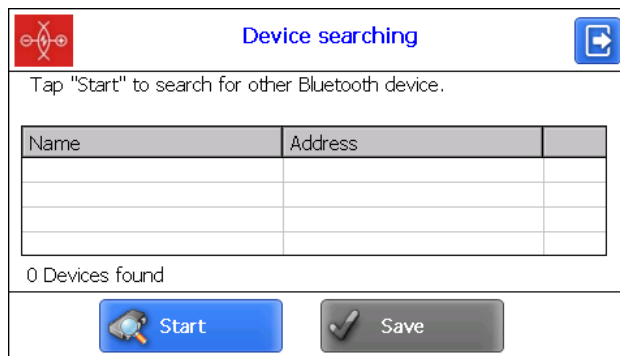 Device searching
Tap "Start" to search for other Bluetooth device.
Name Address
0 Devices found
Start Save